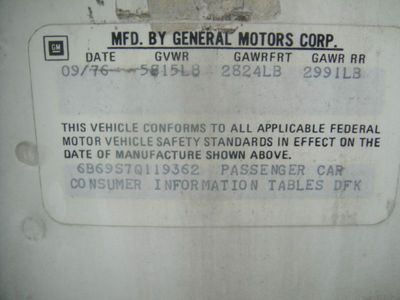 GM
MFD. BY GENERAL MOTORS CORP.
DATE GVWR GAWRFRT GAWR RR
09/76 5815LB 2824LB 2991LB
THIS VEHICLE CONFORMS TO ALL APPLICABLE FEDERAL
MOTOR VEHICLE SAFETY STANDARDS IN EFFECT ON THE
DATE OF MANUFACTURE SHOWN ABOVE.
6B69S7Q119362 PASSENGER CAR
CONSUMER INFORMATION TABLES DFK